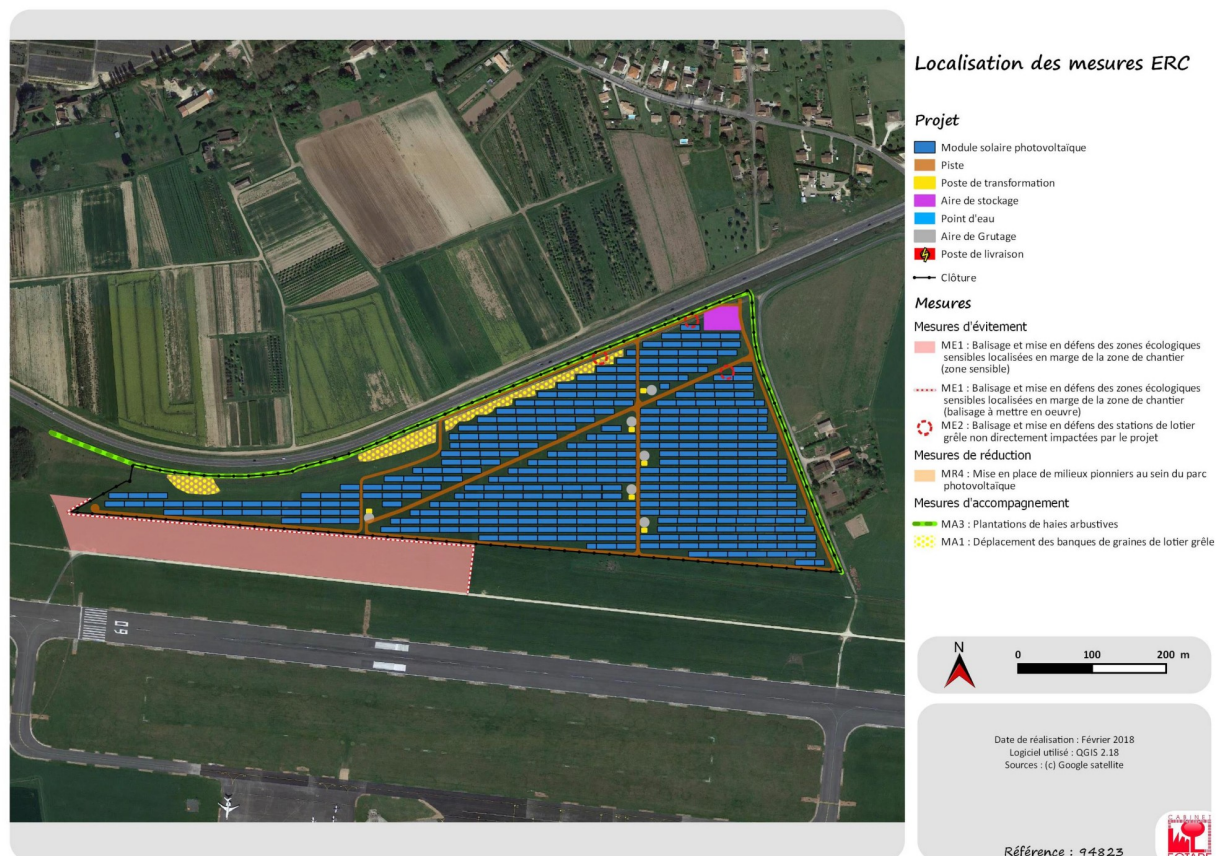 Localisation des mesures ERC
Projet
Module solaire photovoltaïque
Piste
Poste de transformation
Aire de stockage
Point d'eau
Aire de Grutage
Poste de livraison
Clôture
Mesures
Mesures d'évitement
ME1 : Balisage et mise en défens des zones écologiques
sensibles localisées en marge de la zone de chantier
(zone sensible)
ME1 : Balisage et mise en défens des zones écologiques
sensibles localisées en marge de la zone de chantier
(balisage à mettre en oeuvre)
ME2 : Balisage et mise en défens des stations de lotier
grêle non directement impactées par le projet
Mesures de réduction
MR4 : Mise en place de milieux pionniers au sein du parc
photovoltaïque
Mesures d'accompagnement
MA3 : Plantations de haies arbustives
MA1 : Déplacement des banques de graines de lotier grêle
09
N
0 100 200 m
Date de réalisation : Février 2018
Logiciel utilisé : QGIS 2.18
Sources : (c) Google satellite
Référence : 94823
CABINET